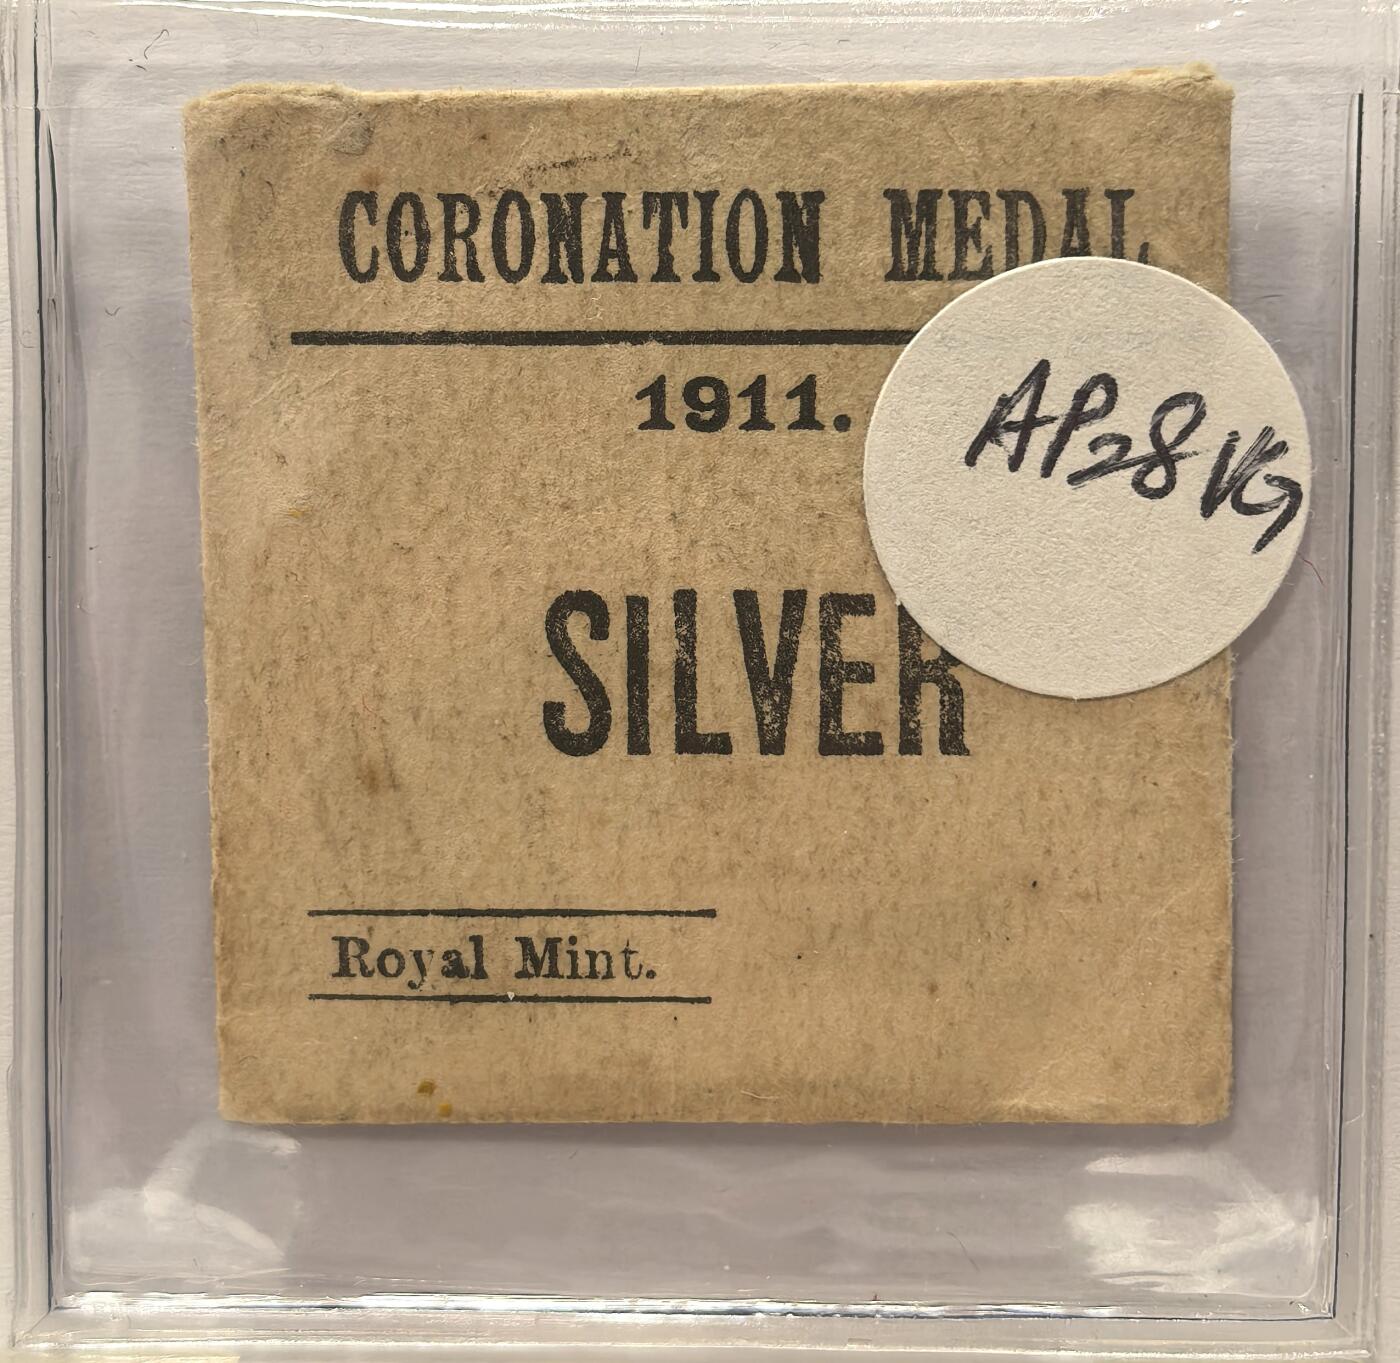 CORONATION MEDAL
1911.
AP28 VG
SILVER
Royal Mint.